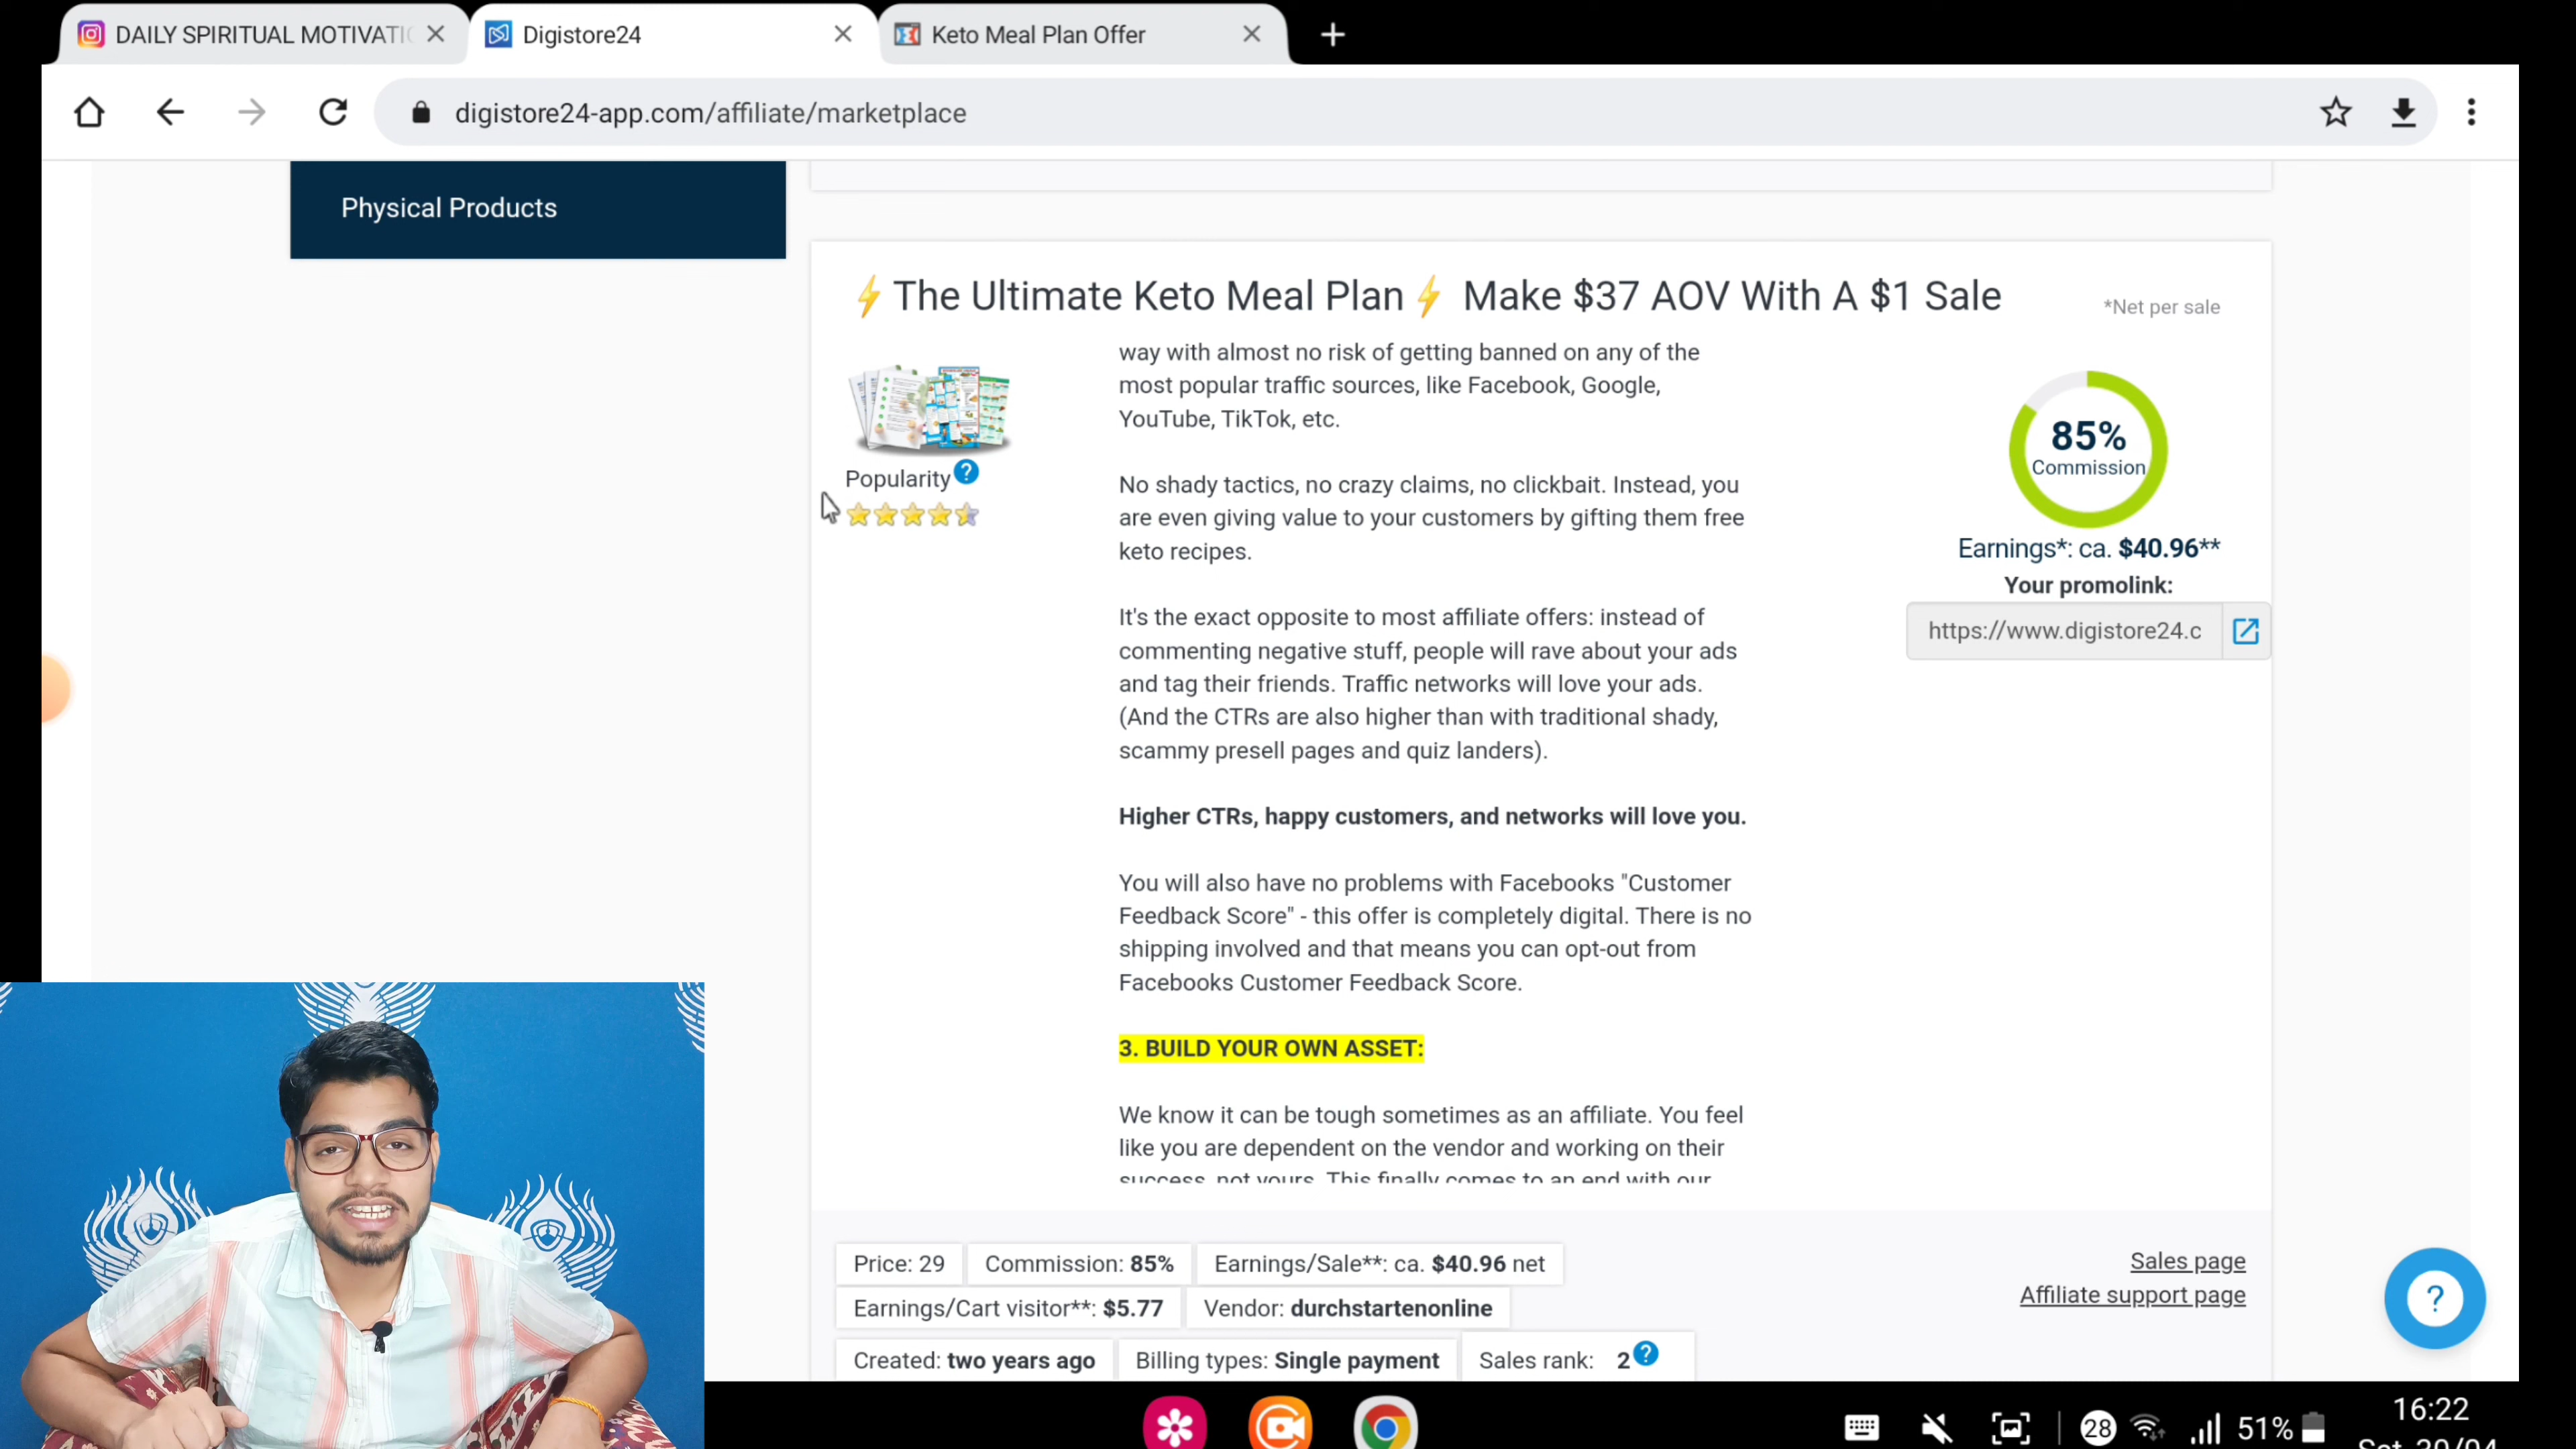 DAILY SPIRITUAL MOTIVATI
Digistore24
Keto Meal Plan Offer
digistore24-app.com/affiliate/marketplace
Physical Products
⚡The Ultimate Keto Meal Plan⚡ Make $37 AOV With A $1 Sale
*Net per sale
way with almost no risk of getting banned on any of the
most popular traffic sources, like Facebook, Google,
YouTube, TikTok, etc.
Popularity ?
No shady tactics, no crazy claims, no clickbait. Instead, you
are even giving value to your customers by gifting them free
keto recipes.
85%
Commission
Earnings*: ca. $40.96**
Your promolink:
https://www.digistore24.c
It's the exact opposite to most affiliate offers: instead of
commenting negative stuff, people will rave about your ads
and tag their friends. Traffic networks will love your ads.
(And the CTRs are also higher than with traditional shady,
scammy presell pages and quiz landers).
Higher CTRs, happy customers, and networks will love you.
You will also have no problems with Facebooks "Customer
Feedback Score" - this offer is completely digital. There is no
shipping involved and that means you can opt-out from
Facebooks Customer Feedback Score.
3. BUILD YOUR OWN ASSET:
We know it can be tough sometimes as an affiliate. You feel
like you are dependent on the vendor and working on their
success, not yours. This finally comes to an end with our
Price: 29 Commission: 85% Earnings/Sale**: ca. $40.96 net
Earnings/Cart visitor**: $5.77 Vendor: durchstartenonline
Created: two years ago Billing types: Single payment Sales rank: 2 ?
Sales page
Affiliate support page
?
28 51% 16:22